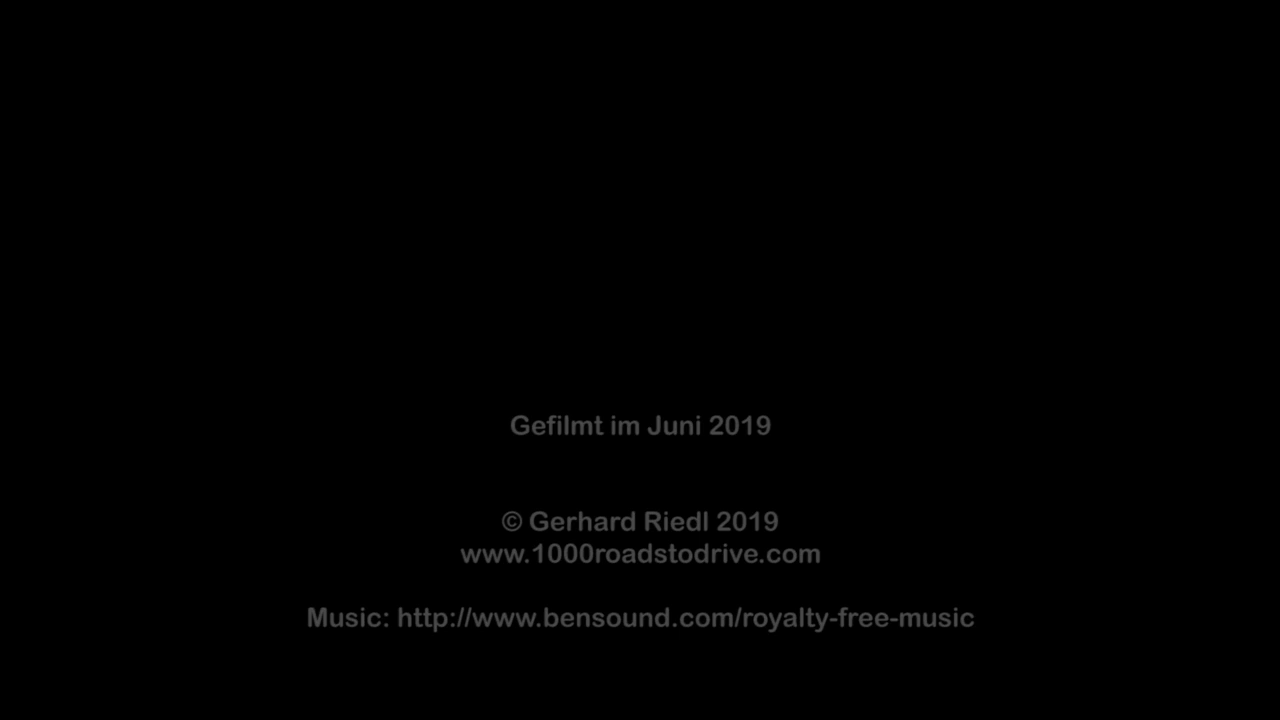 Gefilmt im Juni 2019
© Gerhard Riedl 2019
www.1000roadstodrive.com
Music: http://www.bensound.com/royalty-free-music